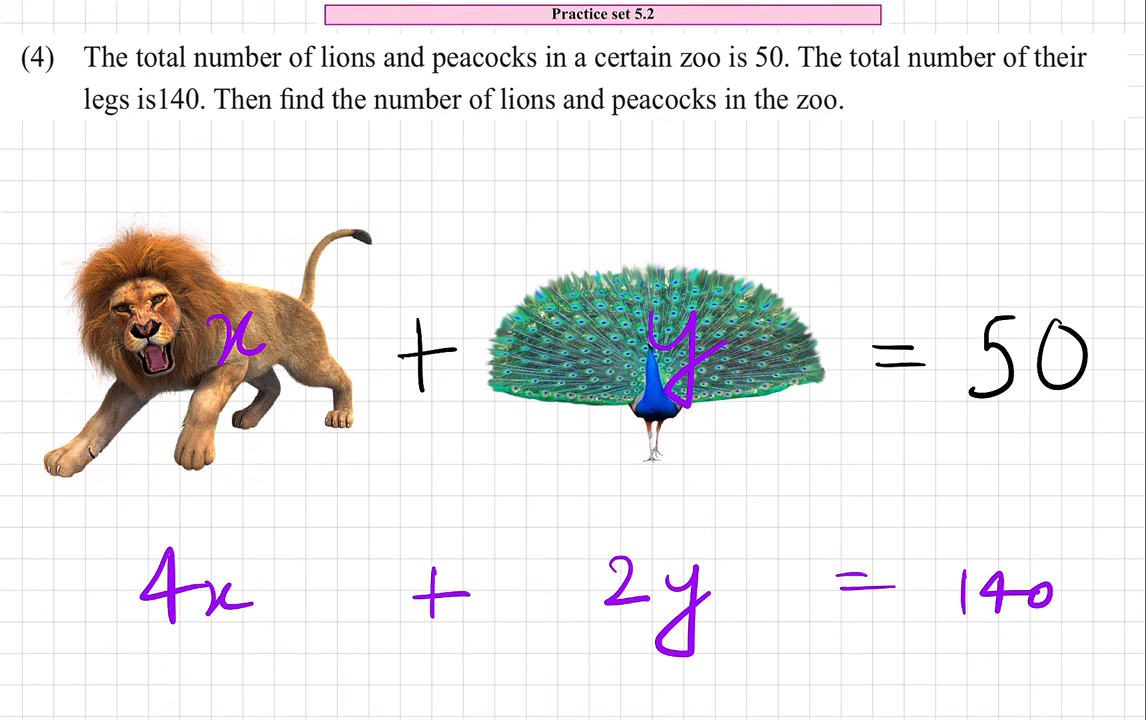 Practice set 5.2
(4) The total number of lions and peacocks in a certain zoo is 50. The total number of their
legs is140. Then find the number of lions and peacocks in the zoo.
x + y = 50
4x + 2y = 140